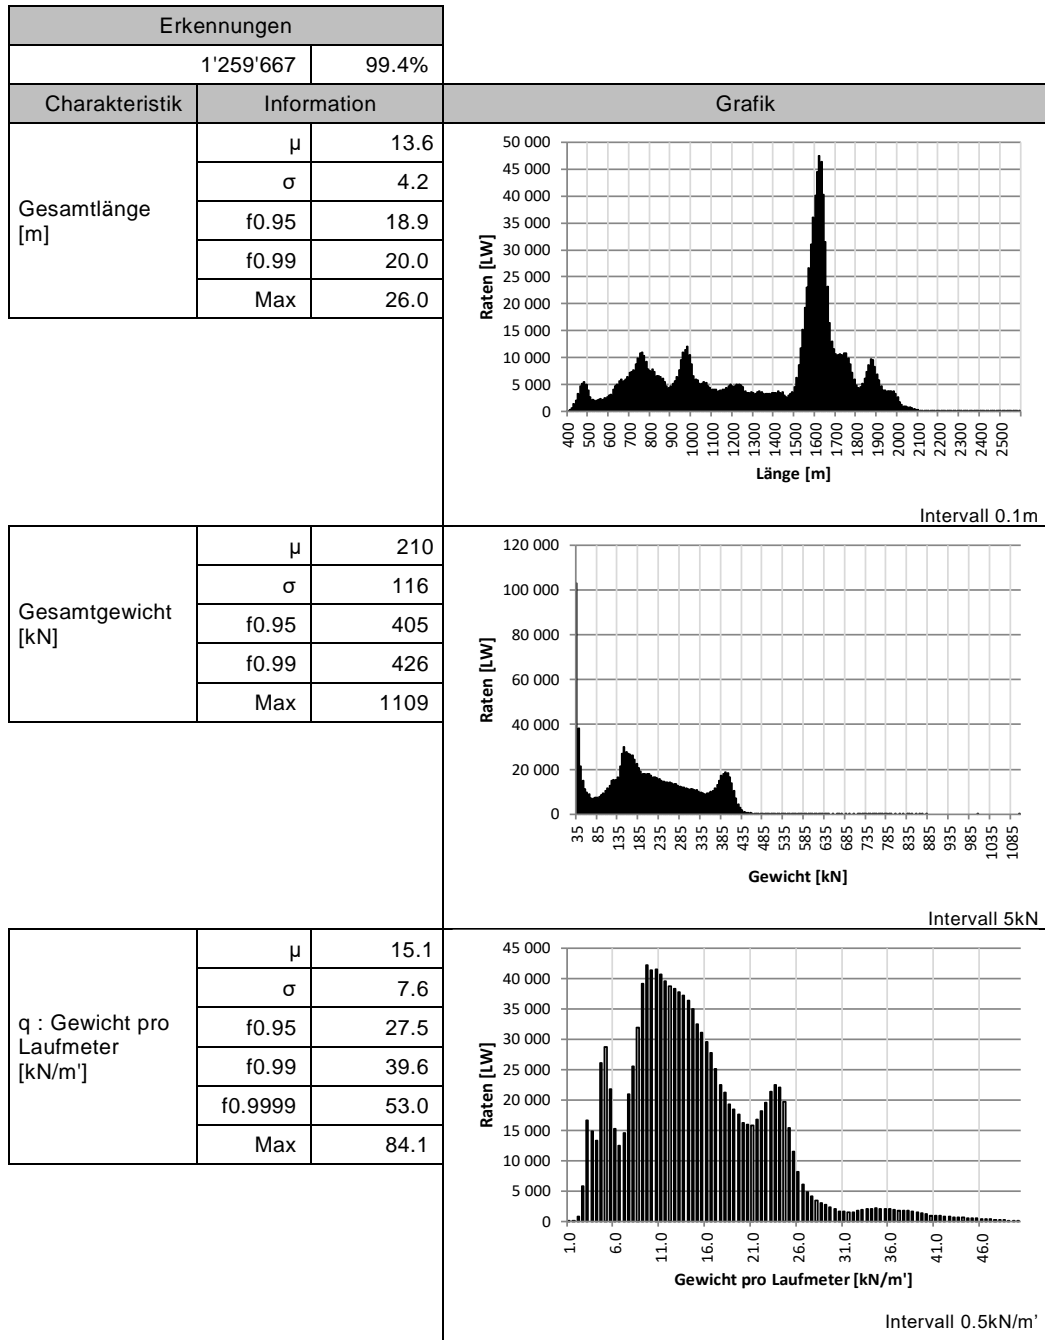 Erkennungen
1'259'667 99.4%
Charakteristik Information Grafik
Gesamtlänge
[m]
µ 13.6
σ 4.2
f0.95 18.9
f0.99 20.0
Max 26.0
50 000
45 000
40 000
35 000
30 000
25 000
20 000
15 000
10 000
5 000
0
Raten [LW]
400 500 600 700 800 900 1000 1100 1200 1300 1400 1500 1600 1700 1800 1900 2000 2100 2200 2300 2400 2500
Länge [m]
Intervall 0.1m
Gesamtgewicht
[kN]
µ 210
σ 116
f0.95 405
f0.99 426
Max 1109
120 000
100 000
80 000
60 000
40 000
20 000
0
Raten [LW]
35 85 135 185 235 285 335 385 435 485 535 585 635 685 735 785 835 885 935 985 1035 1085
Gewicht [kN]
Intervall 5kN
q : Gewicht pro
Laufmeter
[kN/m']
µ 15.1
σ 7.6
f0.95 27.5
f0.99 39.6
f0.9999 53.0
Max 84.1
45 000
40 000
35 000
30 000
25 000
20 000
15 000
10 000
5 000
0
Raten [LW]
1.0 6.0 11.0 16.0 21.0 26.0 31.0 36.0 41.0 46.0
Gewicht pro Laufmeter [kN/m']
Intervall 0.5kN/m’